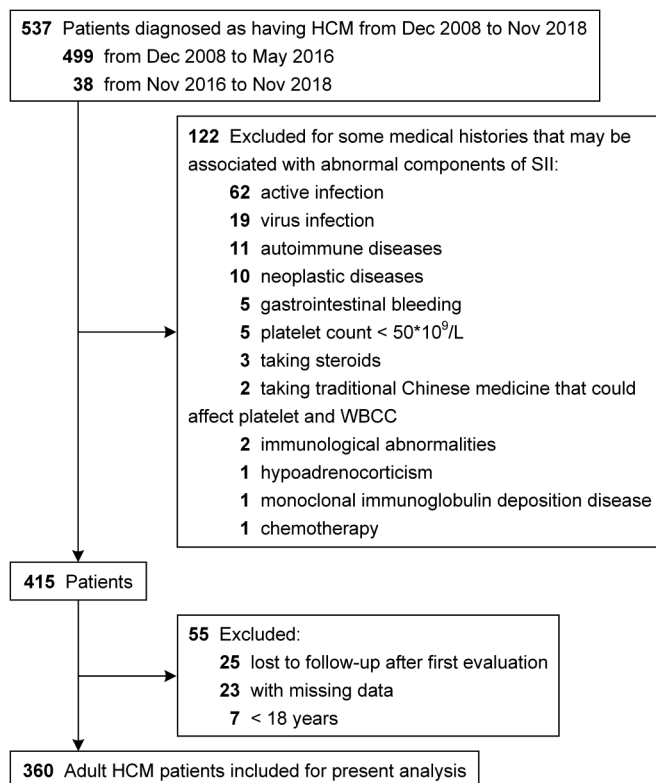 537 Patients diagnosed as having HCM from Dec 2008 to Nov 2018
499 from Dec 2008 to May 2016
38 from Nov 2016 to Nov 2018
122 Excluded for some medical histories that may be
associated with abnormal components of SII:
62 active infection
19 virus infection
11 autoimmune diseases
10 neoplastic diseases
5 gastrointestinal bleeding
5 platelet count < 50*10⁹/L
3 taking steroids
2 taking traditional Chinese medicine that could
affect platelet and WBCC
2 immunological abnormalities
1 hypoadrenocorticism
1 monoclonal immunoglobulin deposition disease
1 chemotherapy
415 Patients
55 Excluded:
25 lost to follow-up after first evaluation
23 with missing data
7 < 18 years
360 Adult HCM patients included for present analysis